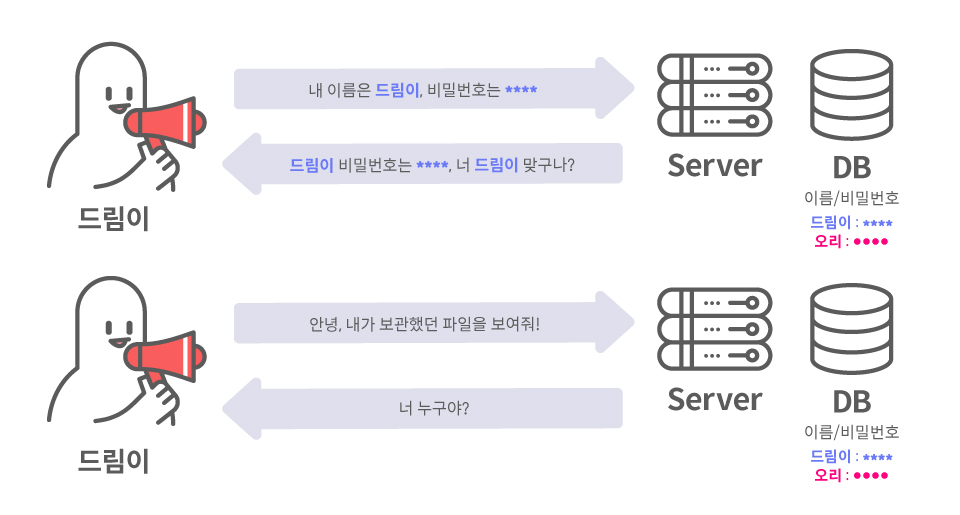 내 이름은 드림이, 비밀번호는 ****
드림이 비밀번호는 ****, 너 드림이 맞구나?
드림이
Server
DB
이름/비밀번호
드림이 : ****
오리 : ●●●●
안녕, 내가 보관했던 파일을 보여줘!
너 누구야?
드림이
Server
DB
이름/비밀번호
드림이 : ****
오리 : ●●●●